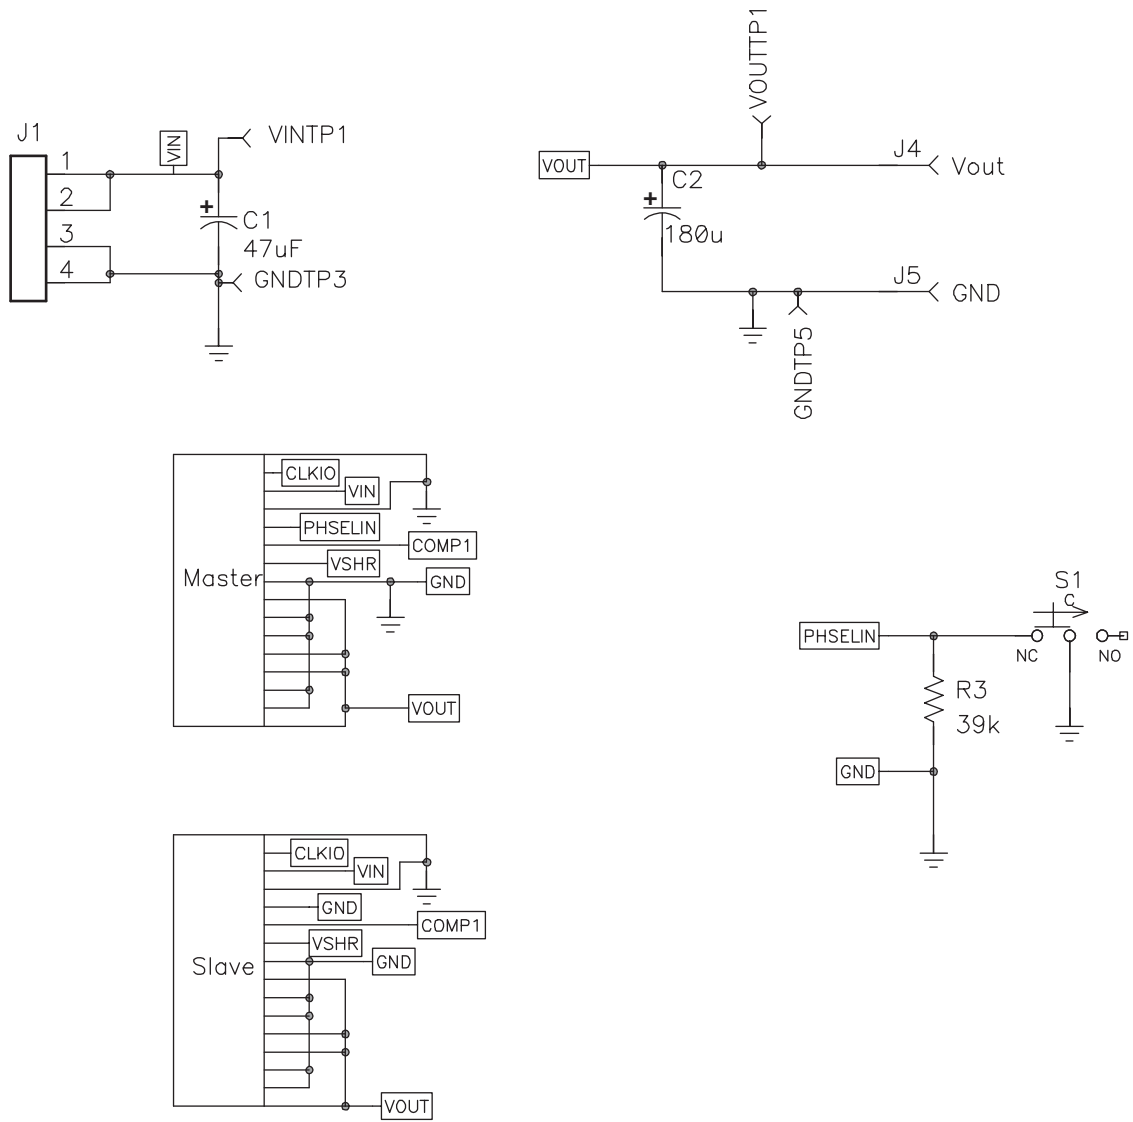 J1
1
2
3
4
VIN
VINTP1
+
C1
47uF
GNDTP3
VOUTTP1
VOUT
C2
+
180u
J4
Vout
J5
GND
GNDTP5
Master
CLKIO
VIN
PHSELIN
COMP1
VSHR
GND
VOUT
PHSELIN
S1
C
NC
NO
R3
39k
GND
Slave
CLKIO
VIN
GND
COMP1
VSHR
GND
VOUT